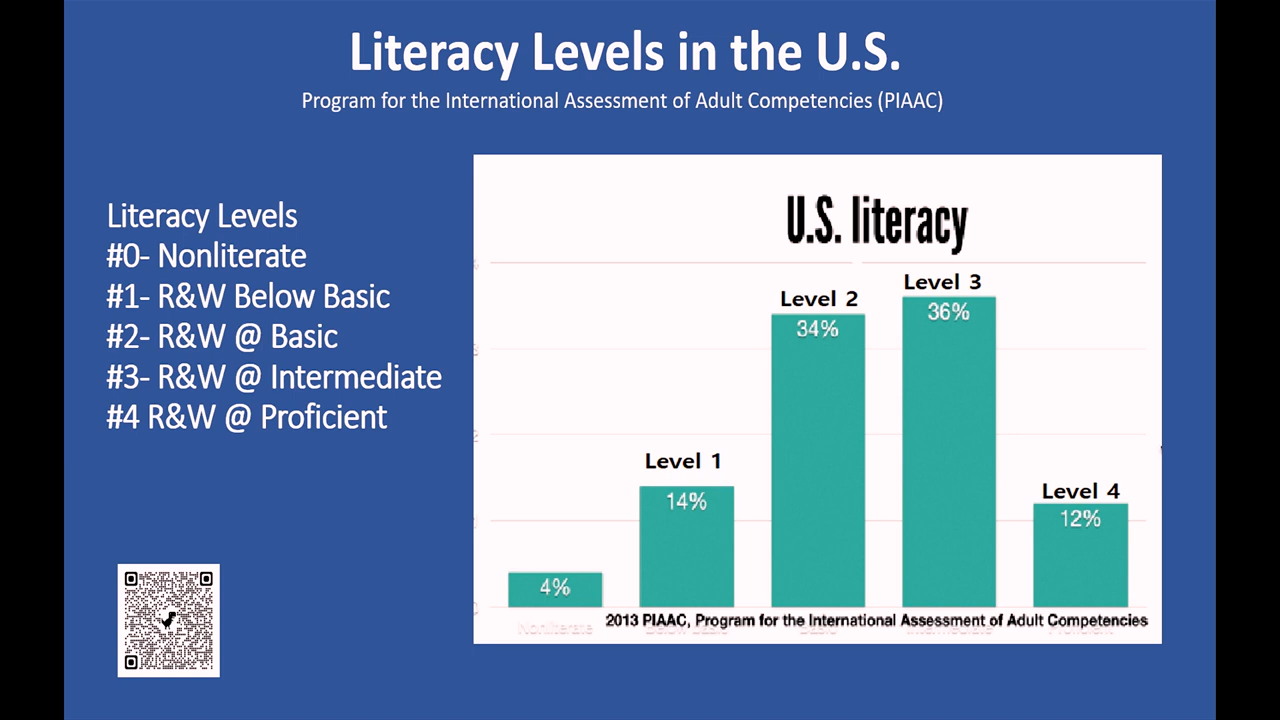 Literacy Levels in the U.S.
Program for the International Assessment of Adult Competencies (PIAAC)
Literacy Levels
#0- Nonliterate
#1- R&W Below Basic
#2- R&W @ Basic
#3- R&W @ Intermediate
#4 R&W @ Proficient
U.S. literacy
Level 3
36%
Level 2
34%
Level 1
14%
Level 4
12%
4%
2013 PIAAC, Program for the International Assessment of Adult Competencies